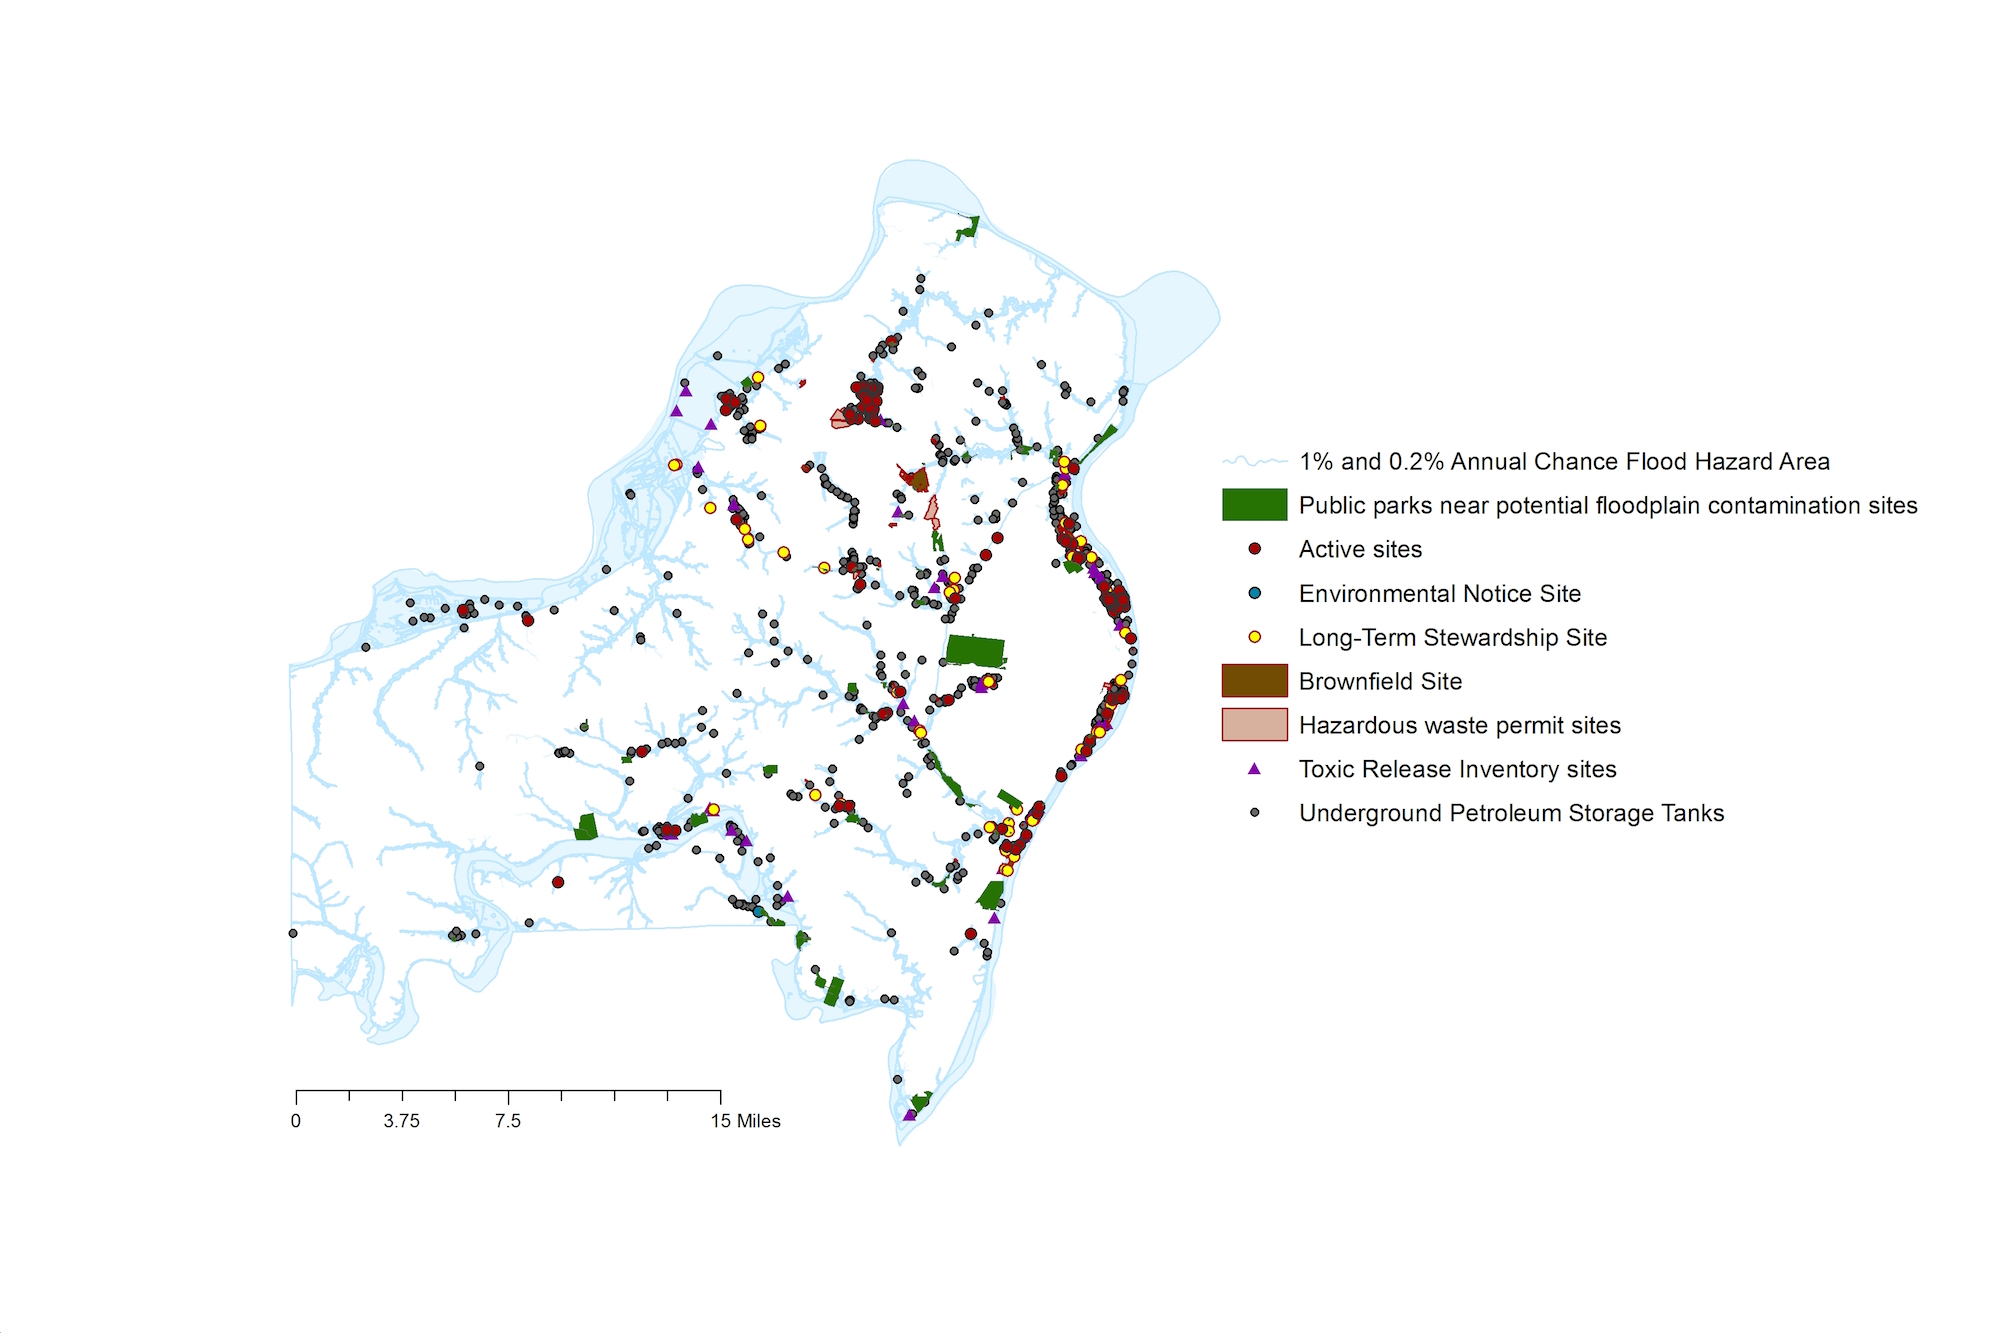 1% and 0.2% Annual Chance Flood Hazard Area
Public parks near potential floodplain contamination sites
Active sites
Environmental Notice Site
Long-Term Stewardship Site
Brownfield Site
Hazardous waste permit sites
Toxic Release Inventory sites
Underground Petroleum Storage Tanks
0 3.75 7.5 15 Miles